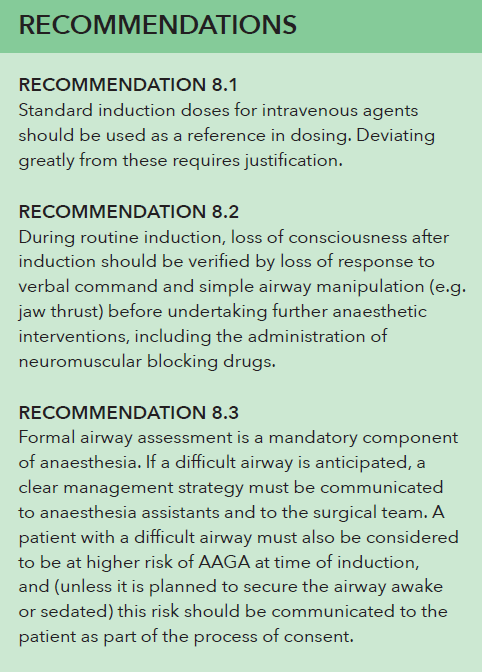 RECOMMENDATIONS
RECOMMENDATION 8.1
Standard induction doses for intravenous agents
should be used as a reference in dosing. Deviating
greatly from these requires justification.
RECOMMENDATION 8.2
During routine induction, loss of consciousness after
induction should be verified by loss of response to
verbal command and simple airway manipulation (e.g.
jaw thrust) before undertaking further anaesthetic
interventions, including the administration of
neuromuscular blocking drugs.
RECOMMENDATION 8.3
Formal airway assessment is a mandatory component
of anaesthesia. If a difficult airway is anticipated, a
clear management strategy must be communicated
to anaesthesia assistants and to the surgical team. A
patient with a difficult airway must also be considered
to be at higher risk of AAGA at time of induction,
and (unless it is planned to secure the airway awake
or sedated) this risk should be communicated to the
patient as part of the process of consent.